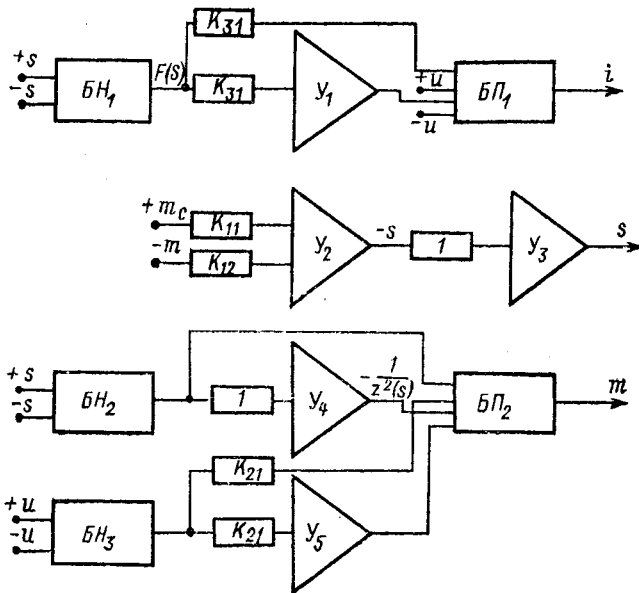 K₃₁
+s
-s
БН₁
F(S)
K₃₁
У₁
+u
-u
БП₁
i
+m_c
-m
K₁₁
K₁₂
У₂
-s
1
У₃
s
+s
-s
БН₂
1
У₄
-1/z²(s)
БП₂
m
K₂₁
+u
-u
БН₃
K₂₁
У₅